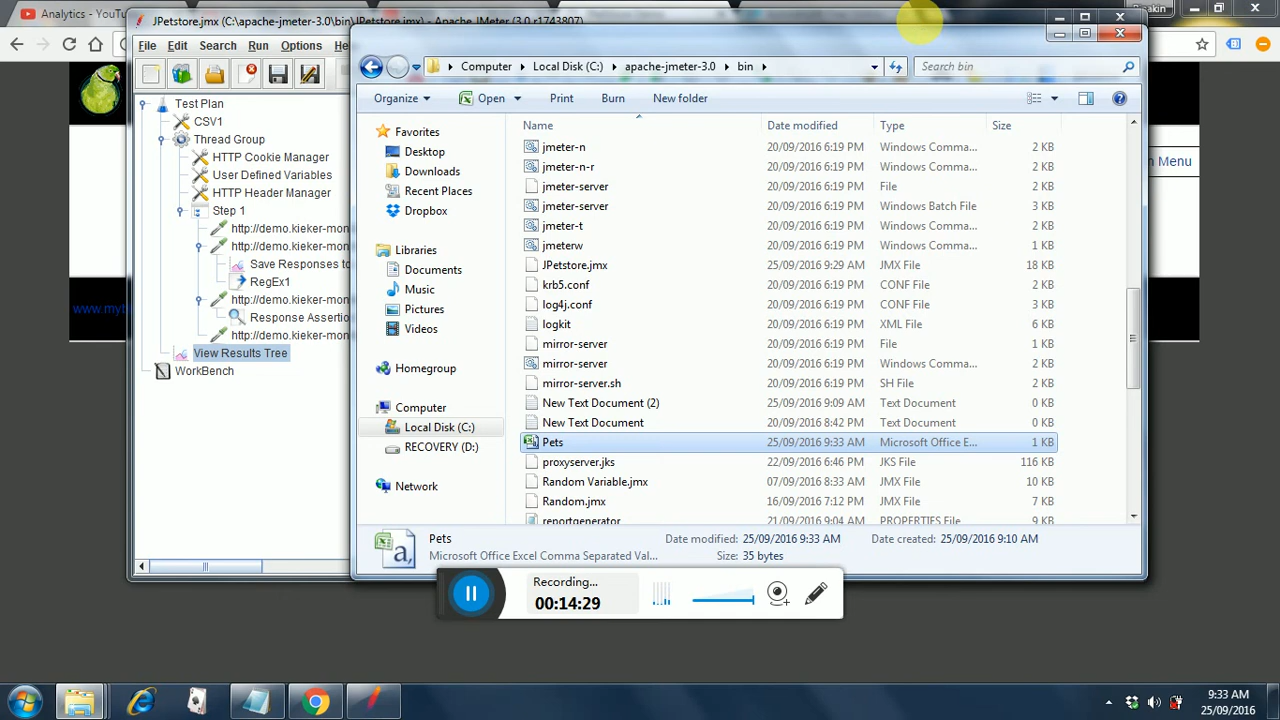 Analytics - YouT
Bipakin
JPetstore.jmx (C:\apache-jmeter-3.0\bin\JPetstore.jmx) - Apache JMeter (3.0 r1743807)
File Edit Search Run Options He
Computer Local Disk (C:) apache-jmeter-3.0 bin
Search bin
Organize Open Print Burn New folder
Test Plan
CSV1
Thread Group
HTTP Cookie Manager
User Defined Variables
HTTP Header Manager
Step 1
http://demo.kieker-mon
http://demo.kieker-mon
Save Responses to
RegEx1
http://demo.kieker-mon
Response Assertio
http://demo.kieker-mon
View Results Tree
WorkBench
www.myt
n Menu
Favorites
Desktop
Downloads
Recent Places
Dropbox
Libraries
Documents
Music
Pictures
Videos
Homegroup
Computer
Local Disk (C:)
RECOVERY (D:)
Network
Name Date modified Type Size
jmeter-n 20/09/2016 6:19 PM Windows Comma... 2 KB
jmeter-n-r 20/09/2016 6:19 PM Windows Comma... 2 KB
jmeter-server 20/09/2016 6:19 PM File 2 KB
jmeter-server 20/09/2016 6:19 PM Windows Batch File 3 KB
jmeter-t 20/09/2016 6:19 PM Windows Comma... 2 KB
jmeterw 20/09/2016 6:19 PM Windows Comma... 1 KB
JPetstore.jmx 25/09/2016 9:29 AM JMX File 18 KB
krb5.conf 20/09/2016 6:19 PM CONF File 2 KB
log4j.conf 20/09/2016 6:19 PM CONF File 3 KB
logkit 20/09/2016 6:19 PM XML File 6 KB
mirror-server 20/09/2016 6:19 PM File 2 KB
mirror-server 20/09/2016 6:19 PM Windows Comma... 2 KB
mirror-server.sh 20/09/2016 6:19 PM SH File 2 KB
New Text Document (2) 25/09/2016 9:09 AM Text Document 0 KB
New Text Document 20/09/2016 8:42 PM Text Document 0 KB
Pets 25/09/2016 9:33 AM Microsoft Office E... 1 KB
proxyserver.jks 22/09/2016 6:46 PM JKS File 116 KB
Random Variable.jmx 07/09/2016 8:33 AM JMX File 10 KB
Random.jmx 16/09/2016 7:12 PM JMX File 7 KB
reportgenerator 21/09/2016 9:04 AM PROPERTIES File 9 KB
Pets Date modified: 25/09/2016 9:33 AM Date created: 25/09/2016 9:10 AM
Microsoft Office Excel Comma Separated Val... Size: 35 bytes
Recording...
00:14:29
9:33 AM
25/09/2016